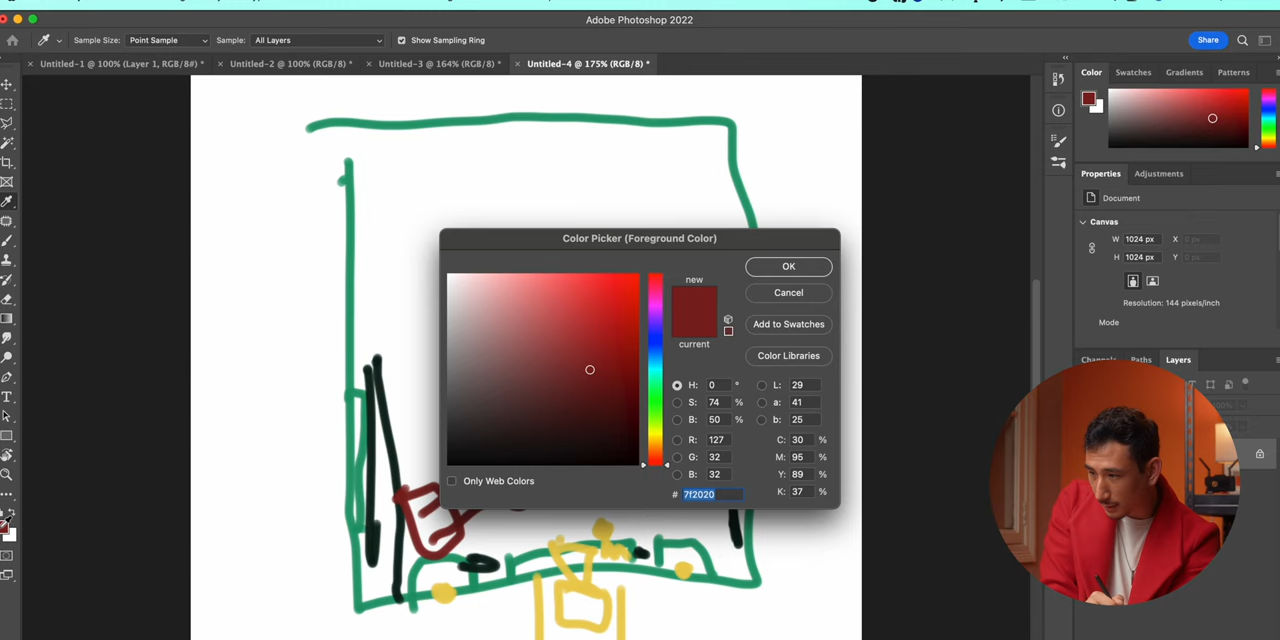 Adobe Photoshop 2022
Sample Size: Point Sample Sample: All Layers Show Sampling Ring Share
Untitled-1 @ 100% (Layer 1, RGB/8#) * Untitled-2 @ 100% (RGB/8) * Untitled-3 @ 164% (RGB/8) * Untitled-4 @ 175% (RGB/8) *
Color Swatches Gradients Patterns
Properties Adjustments
Document
Canvas
W 1024 px X 0 px
H 1024 px Y 0 px
Resolution: 144 pixels/inch
Mode
Channels Paths Layers
Color Picker (Foreground Color)
new
current
OK
Cancel
Add to Swatches
Color Libraries
H: 0 ° L: 29
S: 74 % a: 41
B: 50 % b: 25
R: 127 C: 30 %
G: 32 M: 95 %
B: 32 Y: 89 %
# 7f2020 K: 37 %
Only Web Colors